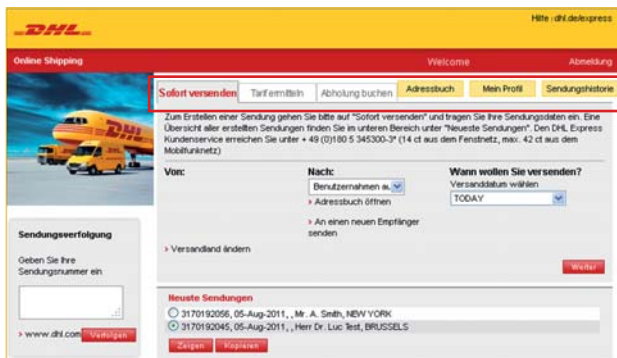 DHL
Hilfe | dhl.de/express
Online Shipping
Welcome
Abmeldung
Sofort versenden
Tarif ermitteln
Abholung buchen
Adressbuch
Mein Profil
Sendungshistorie
Zum Erstellen einer Sendung gehen Sie bitte auf "Sofort versenden" und tragen Sie Ihre Sendungsdaten ein. Eine
Übersicht aller erstellten Sendungen finden Sie im unteren Bereich unter "Neueste Sendungen". Den DHL Express
Kundenservice erreichen Sie unter + 49 (0)180 5 345300-3* (14 ct aus dem Festnetz, max. 42 ct aus dem
Mobilfunknetz)
Von:
Nach:
Wann wollen Sie versenden?
Benutzernahmen au
Versanddatum wählen
TODAY
› Adressbuch öffnen
› An einen neuen Empfänger
senden
› Versandland ändern
Weiter
Sendungsverfolgung
Geben Sie Ihre
Sendungsnummer ein
› www.dhl.com
Verfolgen
Neuste Sendungen
3170192056, 05-Aug-2011, , Mr. A. Smith, NEW YORK
3170192045, 05-Aug-2011, , Herr Dr. Luc Test, BRUSSELS
Zeigen
Kopieren